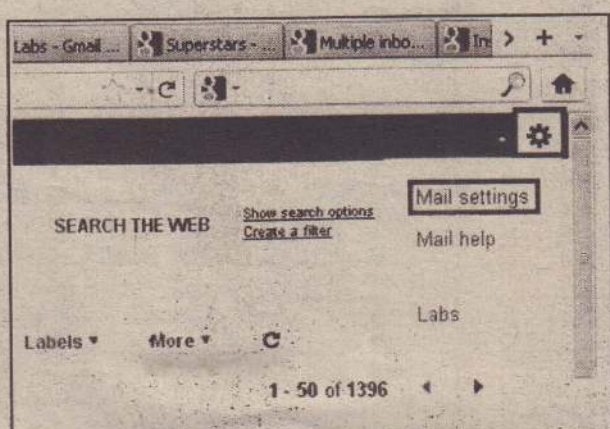 Labs - Gmail ... Superstars - ... Multiple inbo... In
Mail settings
SEARCH THE WEB Show search options
Create a filter
Mail help
Labs
Labels More
1 - 50 of 1396